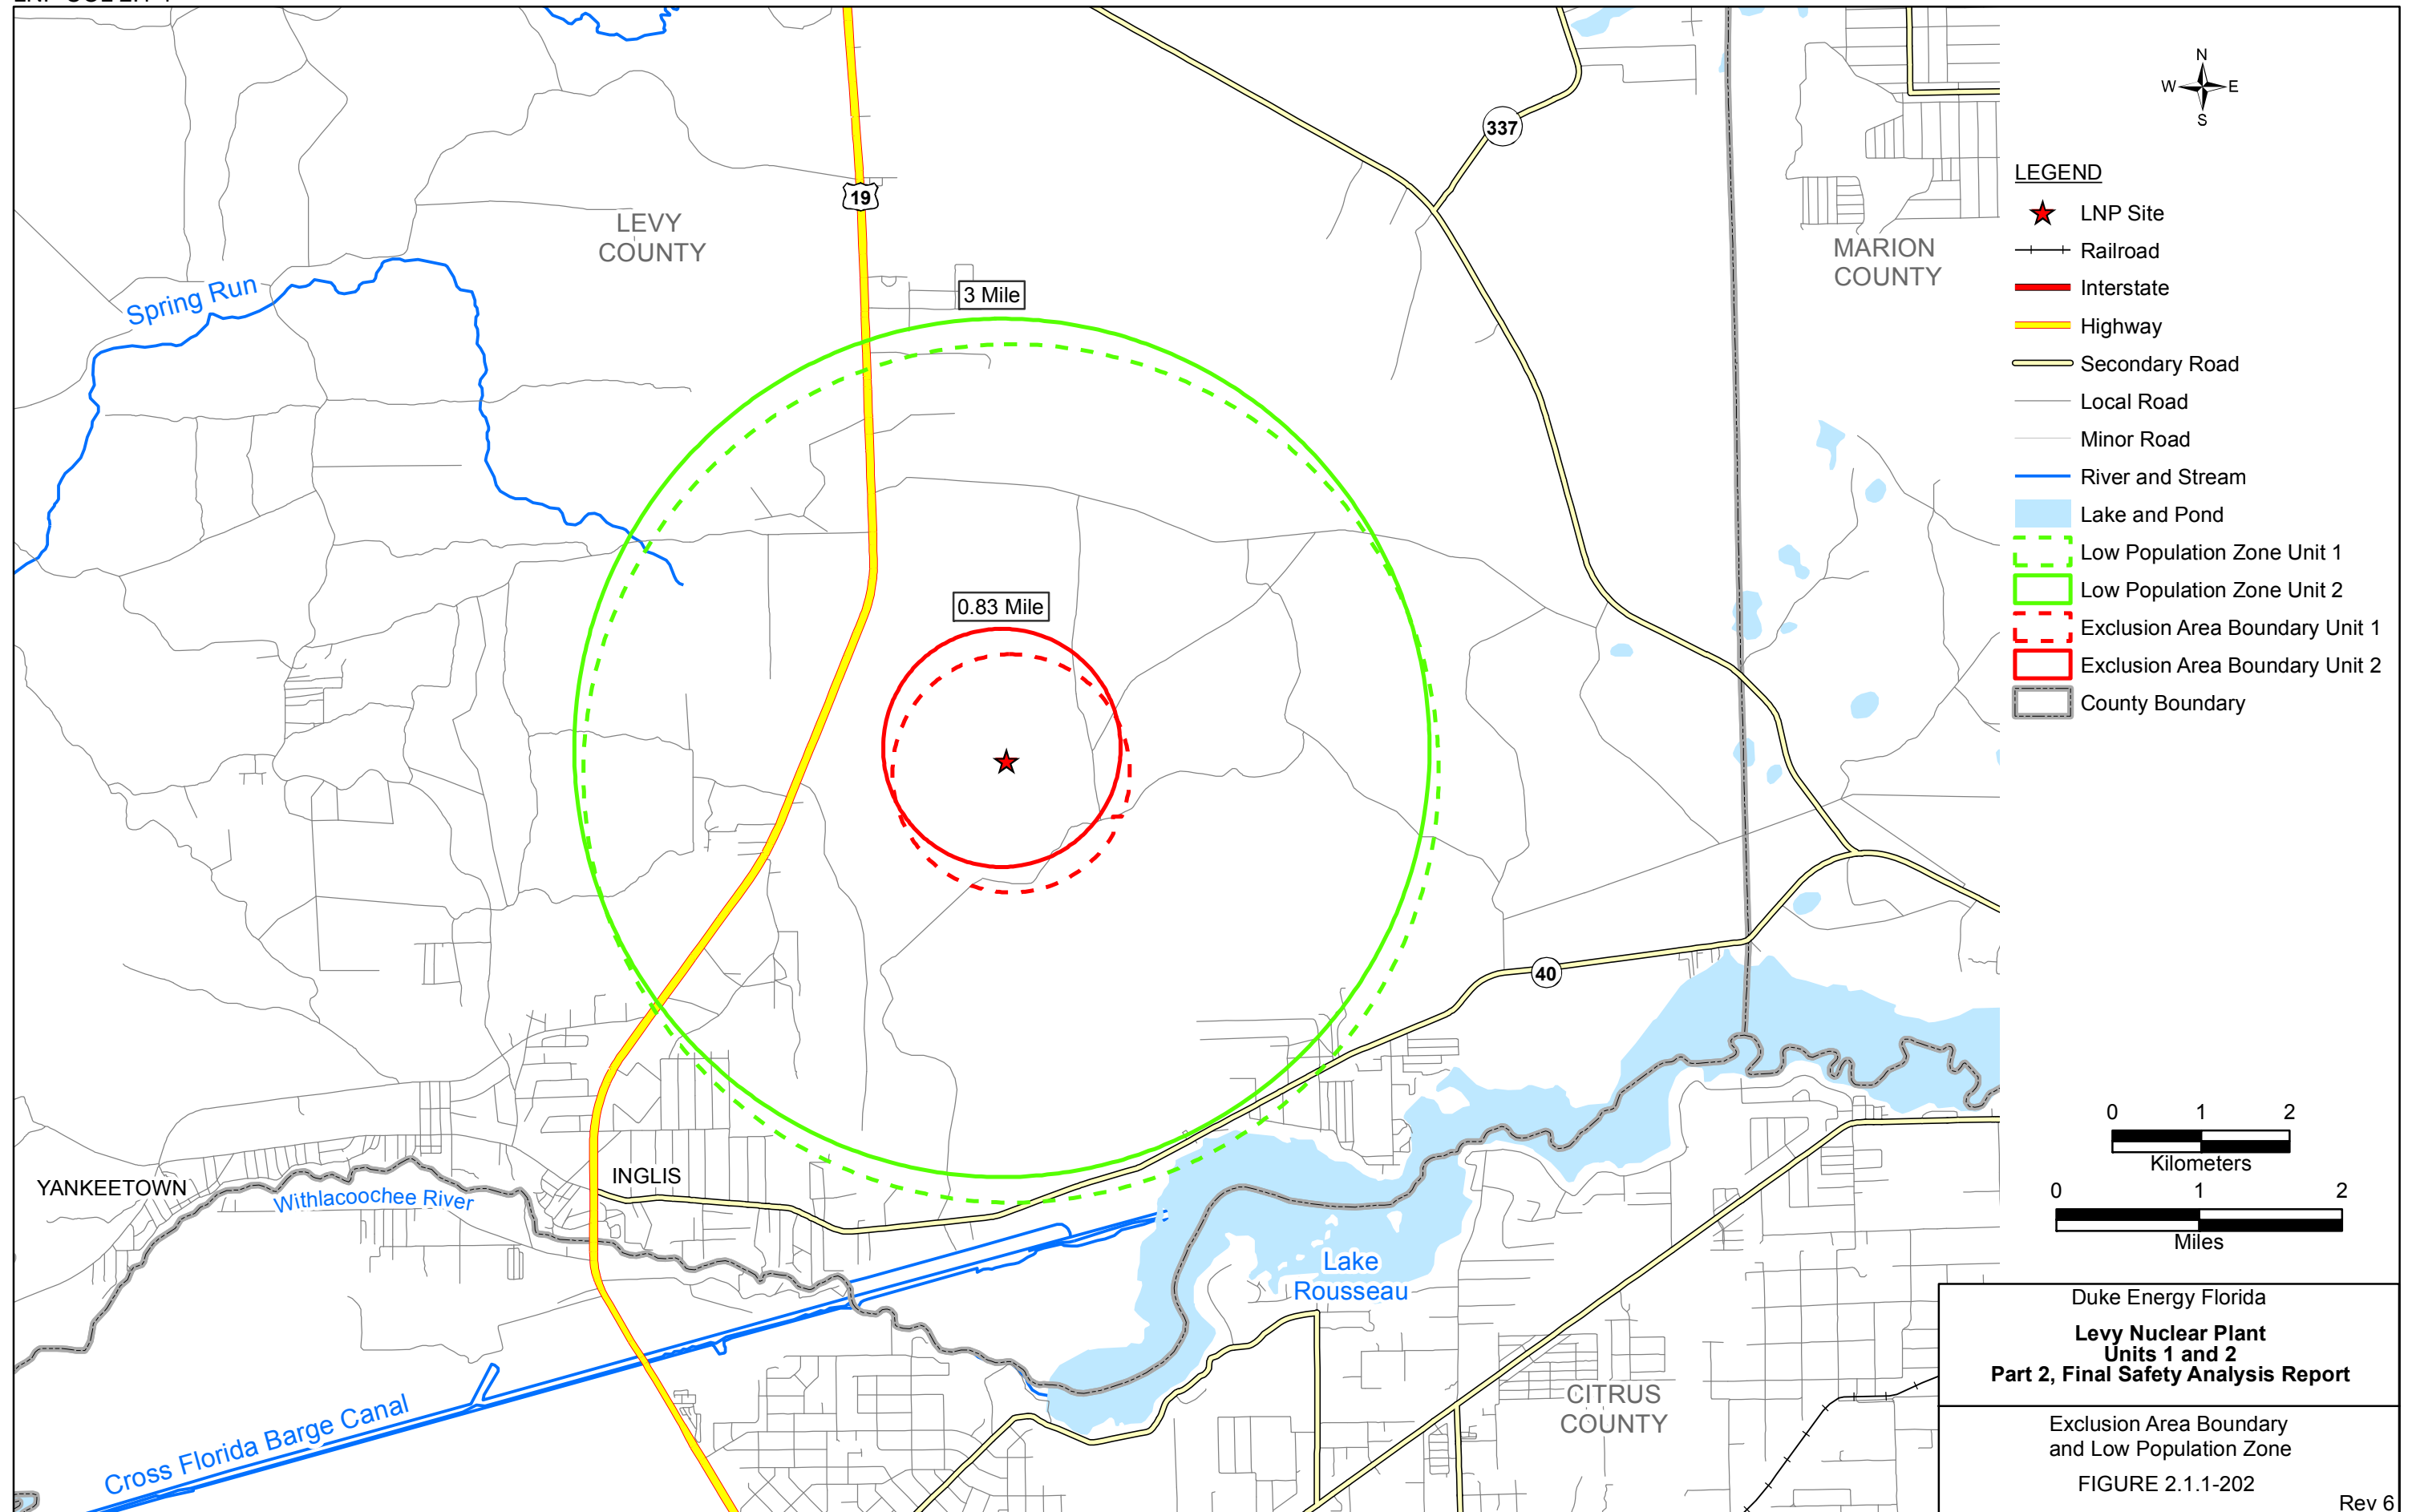 337
19
LEVY
COUNTY
MARION
COUNTY
Spring Run
3 Mile
0.83 Mile
40
YANKEETOWN
INGLIS
Withlacoochee River
Lake
Rousseau
Cross Florida Barge Canal
CITRUS
COUNTY
N
W E
S
LEGEND
LNP Site
Railroad
Interstate
Highway
Secondary Road
Local Road
Minor Road
River and Stream
Lake and Pond
Low Population Zone Unit 1
Low Population Zone Unit 2
Exclusion Area Boundary Unit 1
Exclusion Area Boundary Unit 2
County Boundary
0 1 2
Kilometers
0 1 2
Miles
Duke Energy Florida
Levy Nuclear Plant
Units 1 and 2
Part 2, Final Safety Analysis Report
Exclusion Area Boundary
and Low Population Zone
FIGURE 2.1.1-202
Rev 6